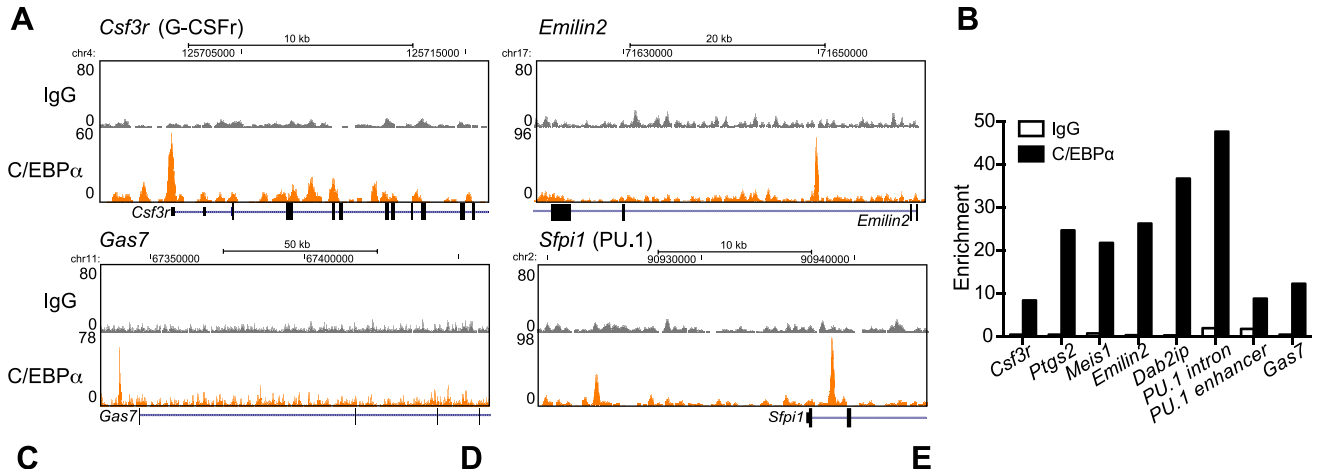 A
Csf3r (G-CSFr)
10 kb
chr4:
125705000
125715000
80
IgG
0
60
C/EBPα
0
Csf3r
Emilin2
20 kb
chr17:
71630000
71650000
80
0
96
0
Emilin2
Gas7
50 kb
chr11:
67350000
67400000
80
IgG
0
78
C/EBPα
0
Gas7
Sfpi1 (PU.1)
10 kb
chr2:
90930000
90940000
80
0
98
0
Sfpi1
B
IgG
C/EBPα
Enrichment
50
40
30
20
10
0
Csf3r
Ptgs2
Meis1
Emilin2
Dab2ip
PU.1 intron
PU.1 enhancer
Gas7
C
D
E